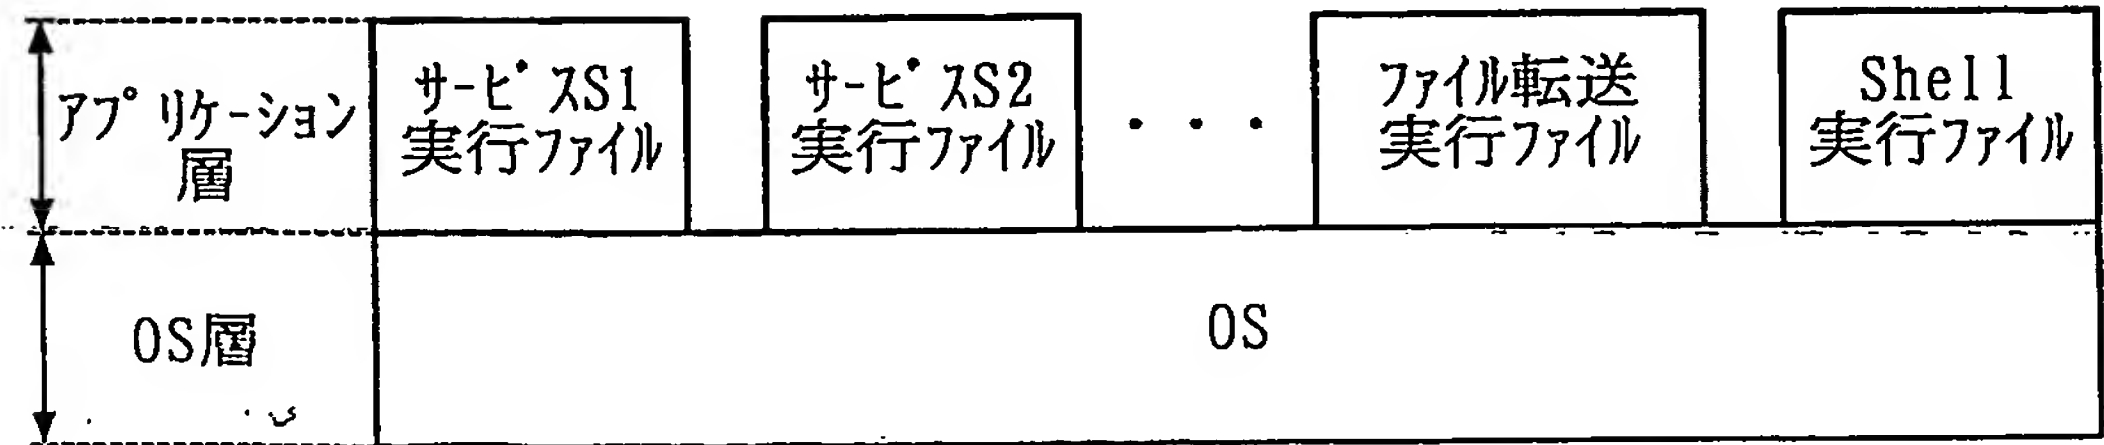 サービスS1
実行ファイル
サービスS2
実行ファイル
・・・
ファイル転送
実行ファイル
Shell
実行ファイル
アプリケーション
層
OS層
OS